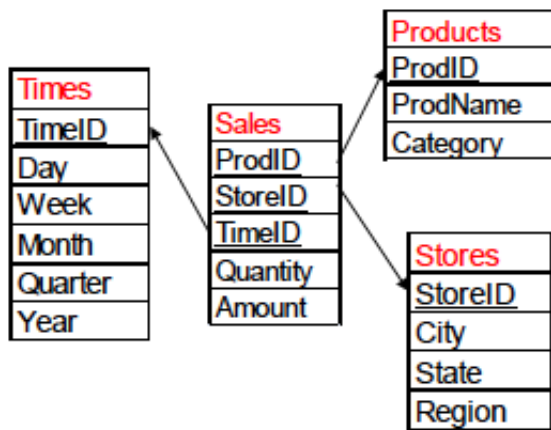 Times
TimeID
Day
Week
Month
Quarter
Year
Sales
ProdID
StoreID
TimeID
Quantity
Amount
Products
ProdID
ProdName
Category
Stores
StoreID
City
State
Region